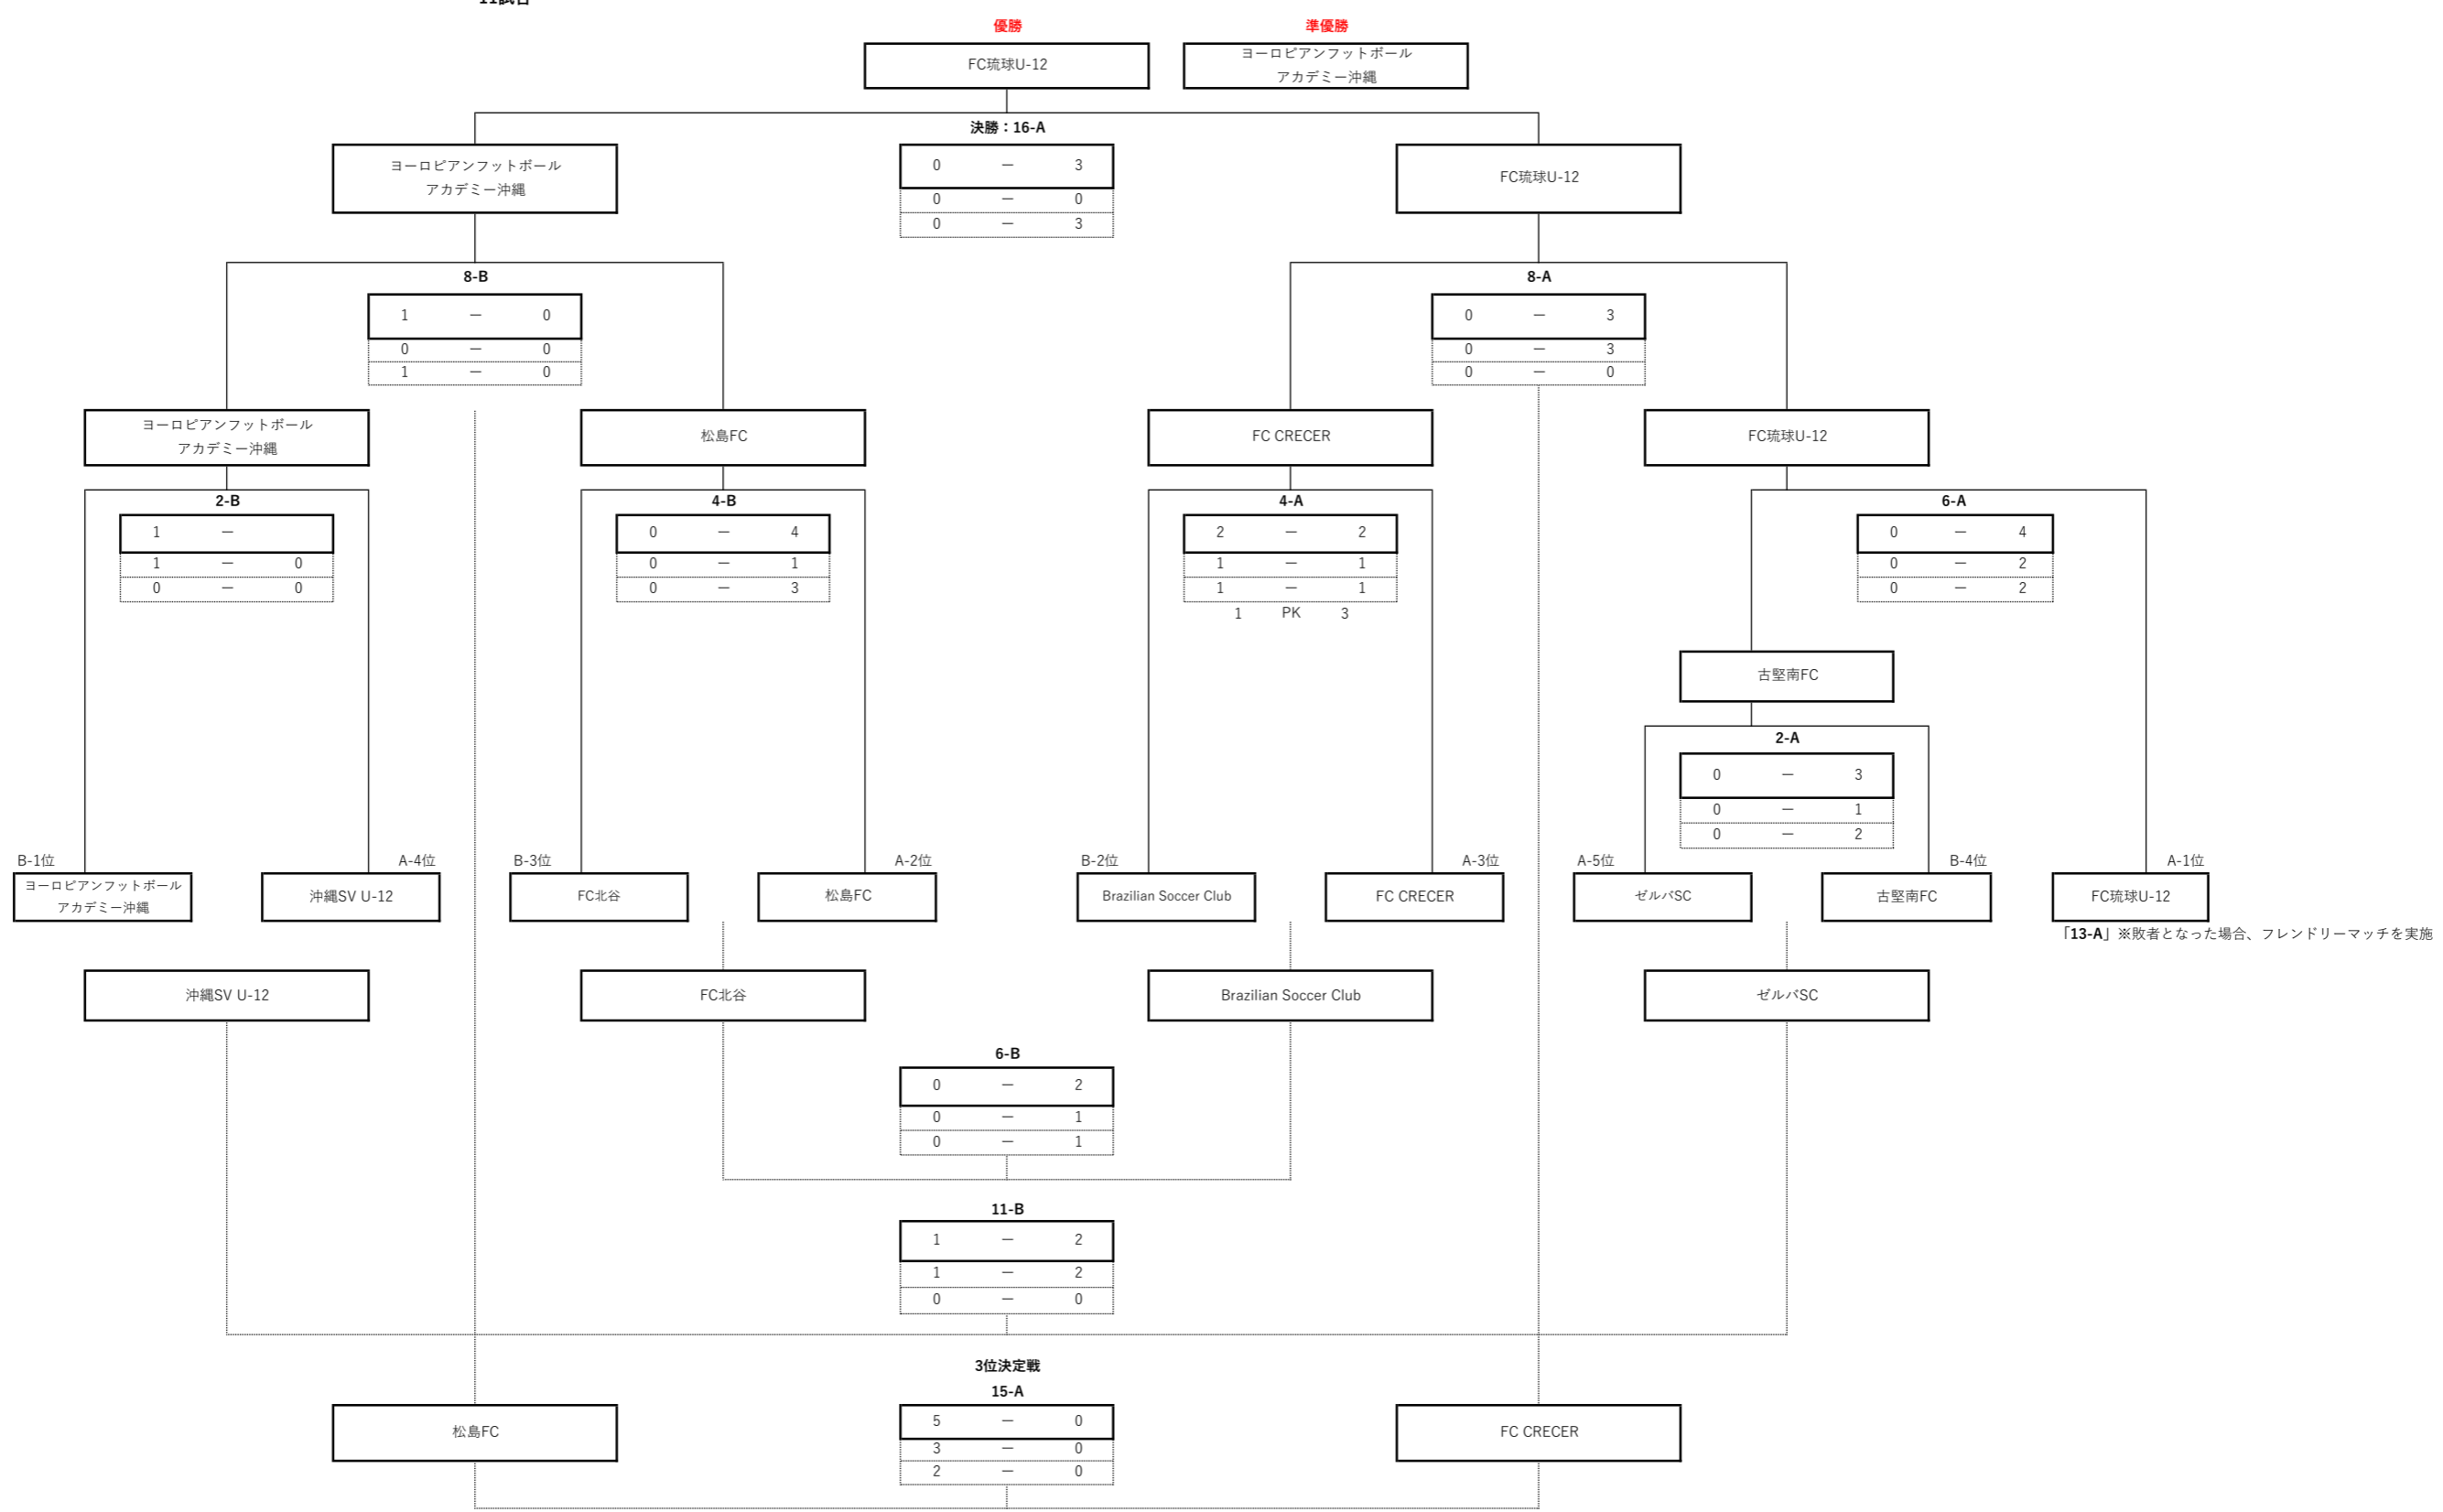 優勝 準優勝
FC琉球U-12 ヨーロピアンフットボール
アカデミー沖縄
決勝：16-A
ヨーロピアンフットボール
アカデミー沖縄
0 ー 3
0 ー 0
0 ー 3
FC琉球U-12
8-B 8-A
1 ー 0
0 ー 0
1 ー 0
0 ー 3
0 ー 3
0 ー 0
ヨーロピアンフットボール
アカデミー沖縄
松島FC
FC CRECER
FC琉球U-12
2-B 4-B 4-A 6-A
1 ー
1 ー 0
0 ー 0
0 ー 4
0 ー 1
0 ー 3
2 ー 2
1 ー 1
1 ー 1
1 PK 3
0 ー 4
0 ー 2
0 ー 2
古堅南FC
2-A
0 ー 3
0 ー 1
0 ー 2
B-1位 A-4位 B-3位 A-2位 B-2位 A-3位 A-5位 B-4位 A-1位
ヨーロピアンフットボール
アカデミー沖縄
沖縄SV U-12
FC北谷
松島FC
Brazilian Soccer Club
FC CRECER
ゼルバSC
古堅南FC
FC琉球U-12
「13-A」※敗者となった場合、フレンドリーマッチを実施
沖縄SV U-12 FC北谷 Brazilian Soccer Club ゼルバSC
6-B
0 ー 2
0 ー 1
0 ー 1
11-B
1 ー 2
1 ー 2
0 ー 0
3位決定戦
15-A
松島FC
5 ー 0
3 ー 0
2 ー 0
FC CRECER